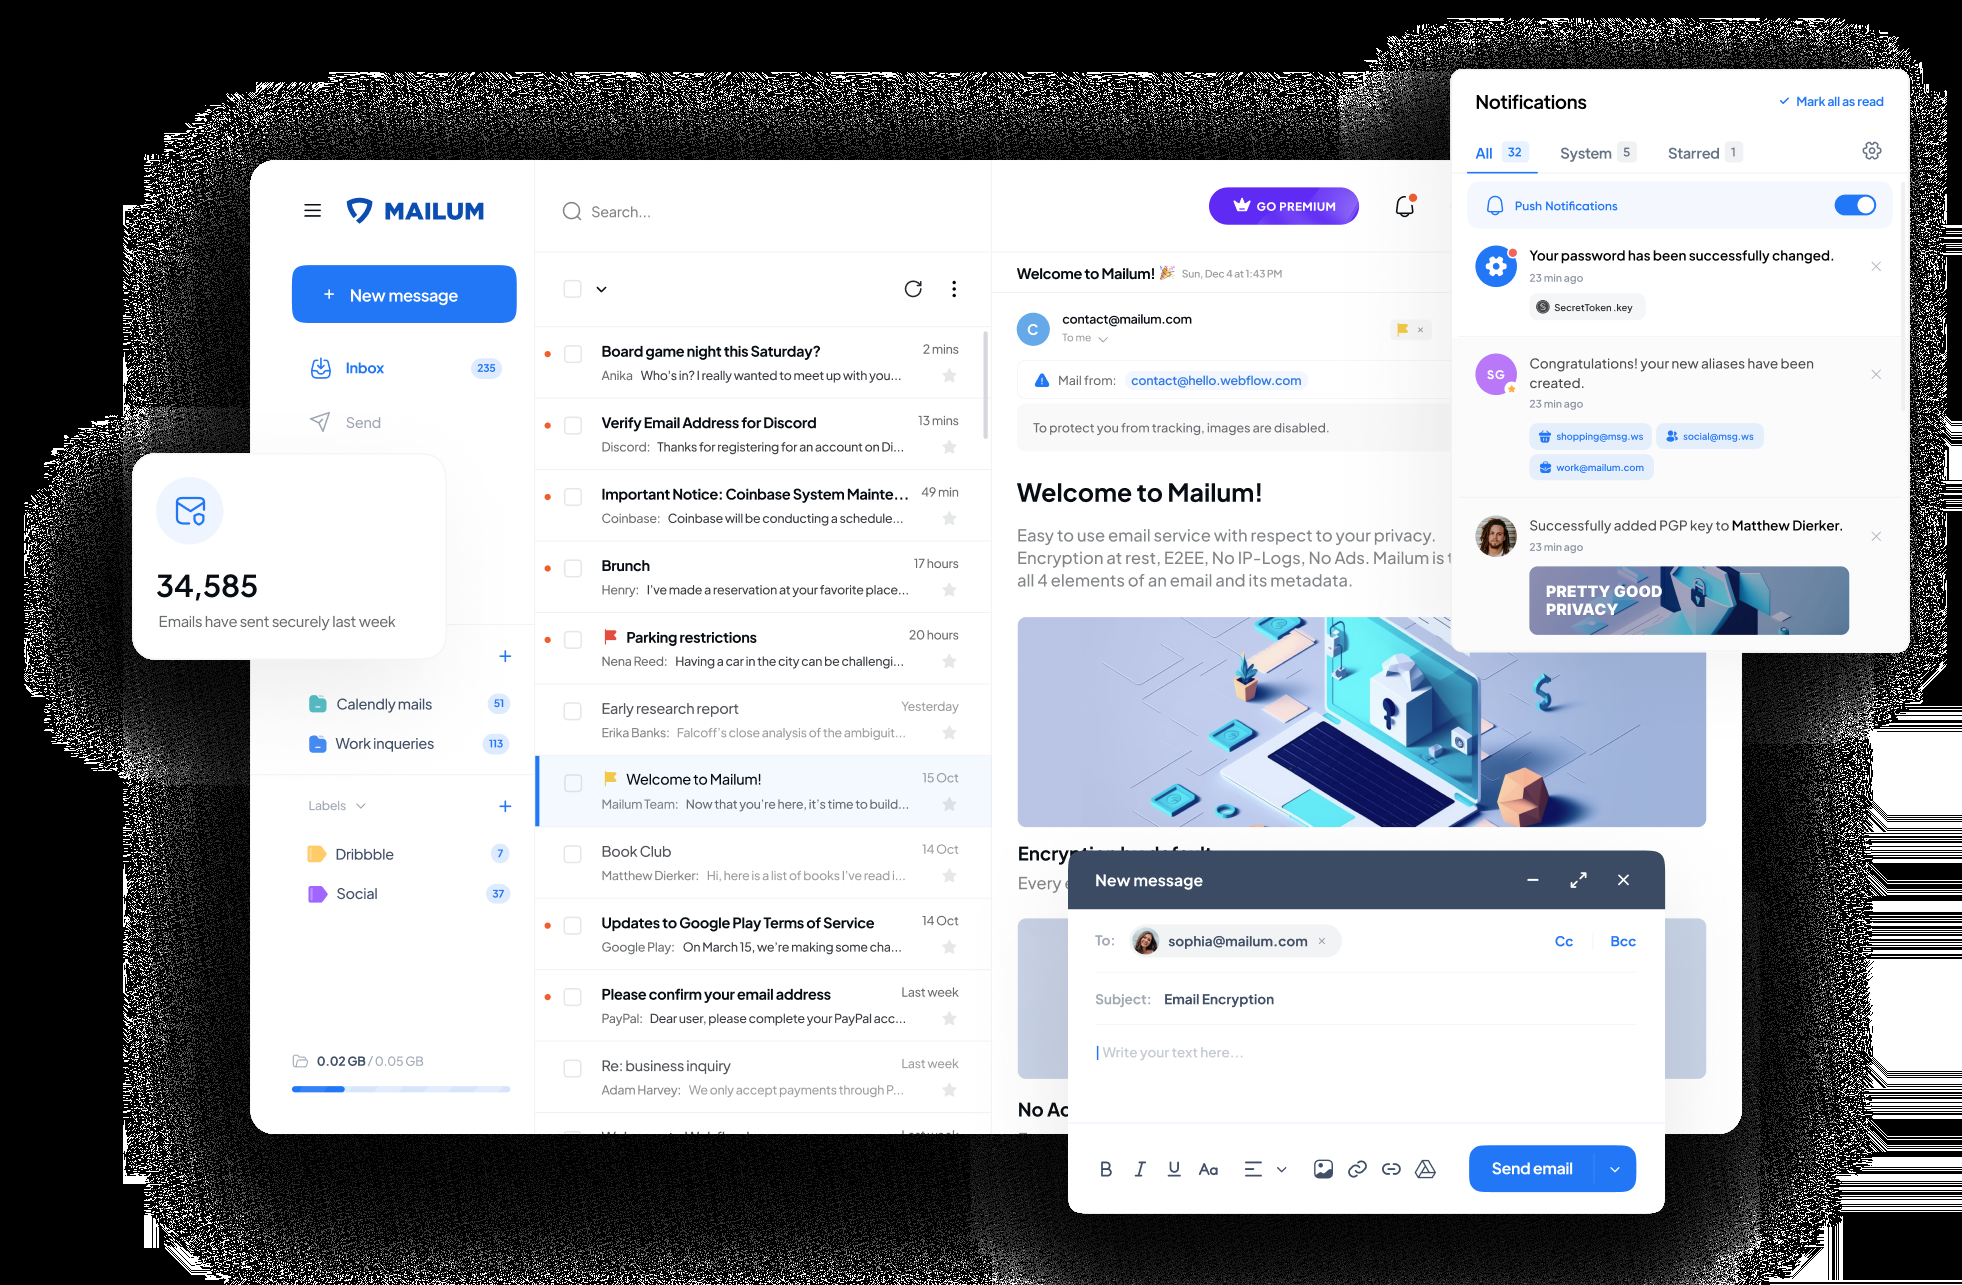 MAILUM
New message
Inbox
235
Send
34,585
Emails have sent securely last week
Calendly mails
51
Work inqueries
113
Labels
Dribbble
7
Social
37
0.02 GB / 0.05 GB
Search...
Board game night this Saturday?
2 mins
Anika Who's in? I really wanted to meet up with you...
Verify Email Address for Discord
13 mins
Discord: Thanks for registering for an account on Di...
Important Notice: Coinbase System Mainte...
49 min
Coinbase: Coinbase will be conducting a schedule...
Brunch
17 hours
Henry: I've made a reservation at your favorite place...
Parking restrictions
20 hours
Nena Reed: Having a car in the city can be challengi...
Early research report
Yesterday
Erika Banks: Falcoff's close analysis of the ambiguit...
Welcome to Mailum!
15 Oct
Mailum Team: Now that you're here, it's time to build...
Book Club
14 Oct
Matthew Dierker: Hi, here is a list of books I've read i...
Updates to Google Play Terms of Service
14 Oct
Google Play: On March 15, we're making some cha...
Please confirm your email address
Last week
PayPal: Dear user, please complete your PayPal acc...
Re: business inquiry
Last week
Adam Harvey: We only accept payments through P...
GO PREMIUM
Welcome to Mailum! 🎉 Sun, Dec 4 at 1:43 PM
C
contact@mailum.com
To me
Mail from: contact@hello.webflow.com
To protect you from tracking, images are disabled.
Welcome to Mailum!
Easy to use email service with respect to your privacy.
Encryption at rest, E2EE, No IP-Logs, No Ads. Mailum is
all 4 elements of an email and its metadata.
Every
Notifications
Mark all as read
All 32
System 5
Starred 1
Push Notifications
Your password has been successfully changed.
23 min ago
SecretToken .key
SG
Congratulations! your new aliases have been
created.
23 min ago
shopping@msg.ws
social@msg.ws
work@mailum.com
Successfully added PGP key to Matthew Dierker.
23 min ago
PRETTY GOOD
PRIVACY
New message
To: sophia@mailum.com
Cc
Bcc
Subject: Email Encryption
Write your text here...
B I U Aa
Send email